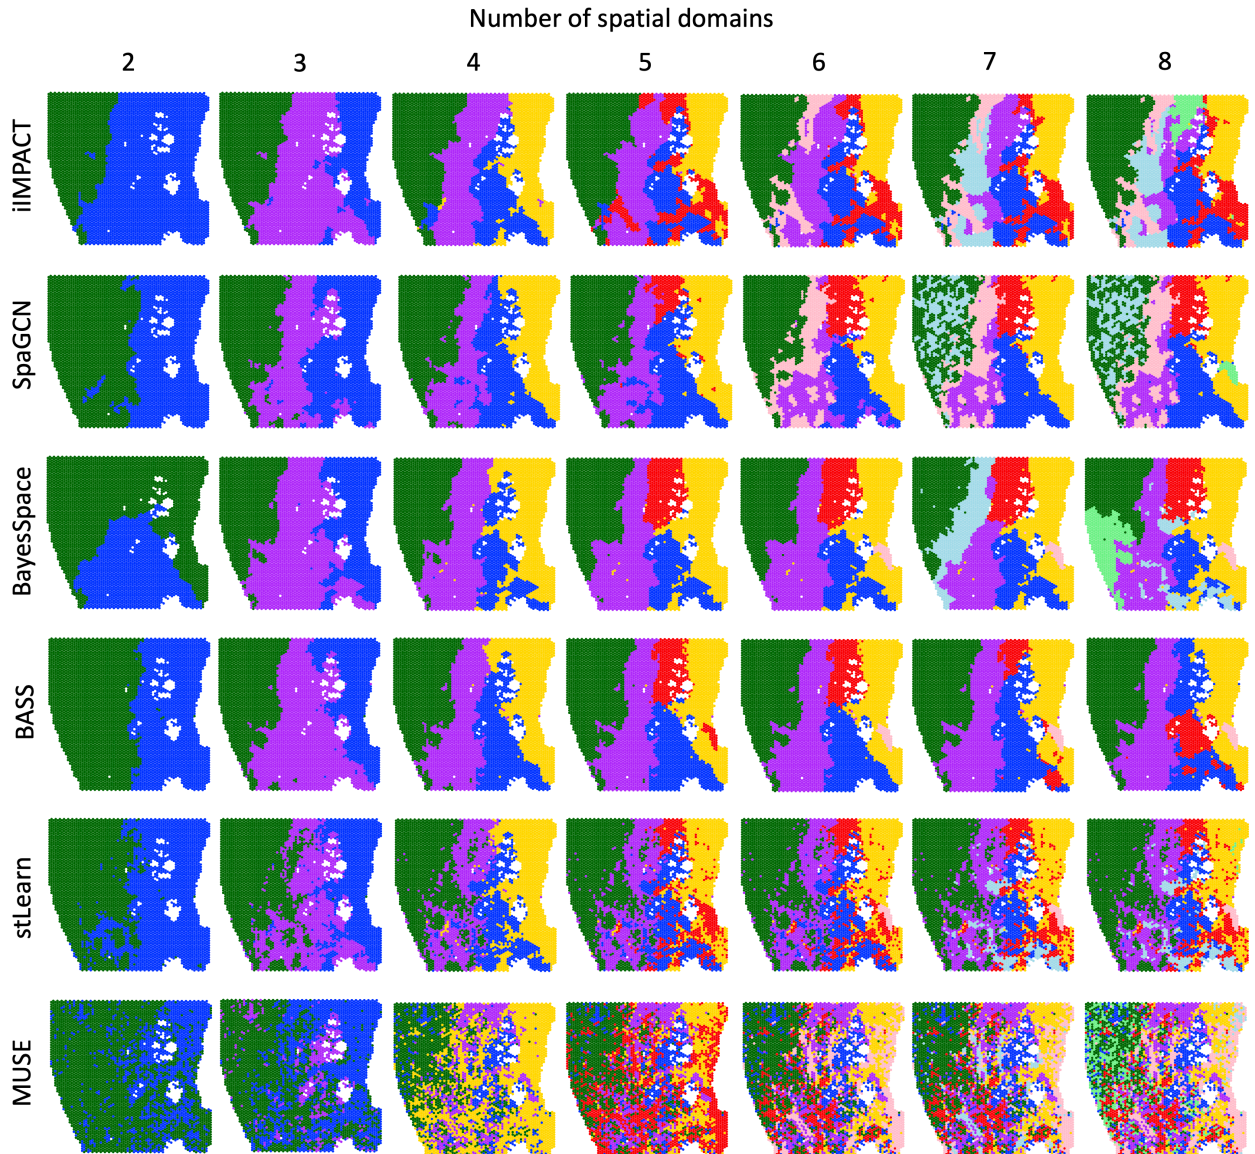 Number of spatial domains
2 3 4 5 6 7 8
iIMPACT
SpaGCN
BayesSpace
BASS
stLearn
MUSE